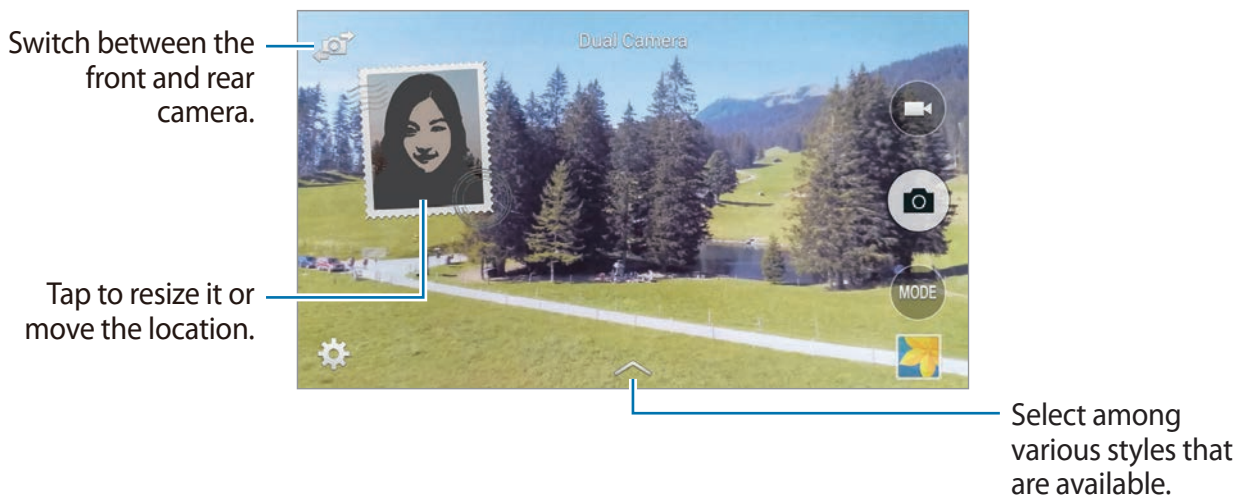 Switch between the
front and rear
camera.
Dual Camera
Tap to resize it or
move the location.
MODE
Select among
various styles that
are available.